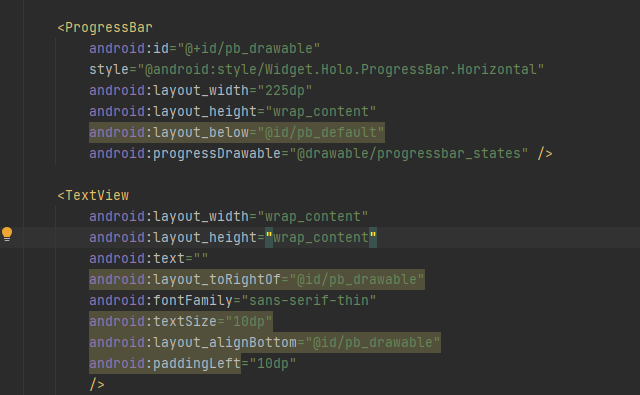 <ProgressBar
android:id="@+id/pb_drawable"
style="@android:style/Widget.Holo.ProgressBar.Horizontal"
android:layout_width="225dp"
android:layout_height="wrap_content"
android:layout_below="@id/pb_default"
android:progressDrawable="@drawable/progressbar_states" />
<TextView
android:layout_width="wrap_content"
android:layout_height="wrap_content"
android:text=""
android:layout_toRightOf="@id/pb_drawable"
android:fontFamily="sans-serif-thin"
android:textSize="10dp"
android:layout_alignBottom="@id/pb_drawable"
android:paddingLeft="10dp"
/>